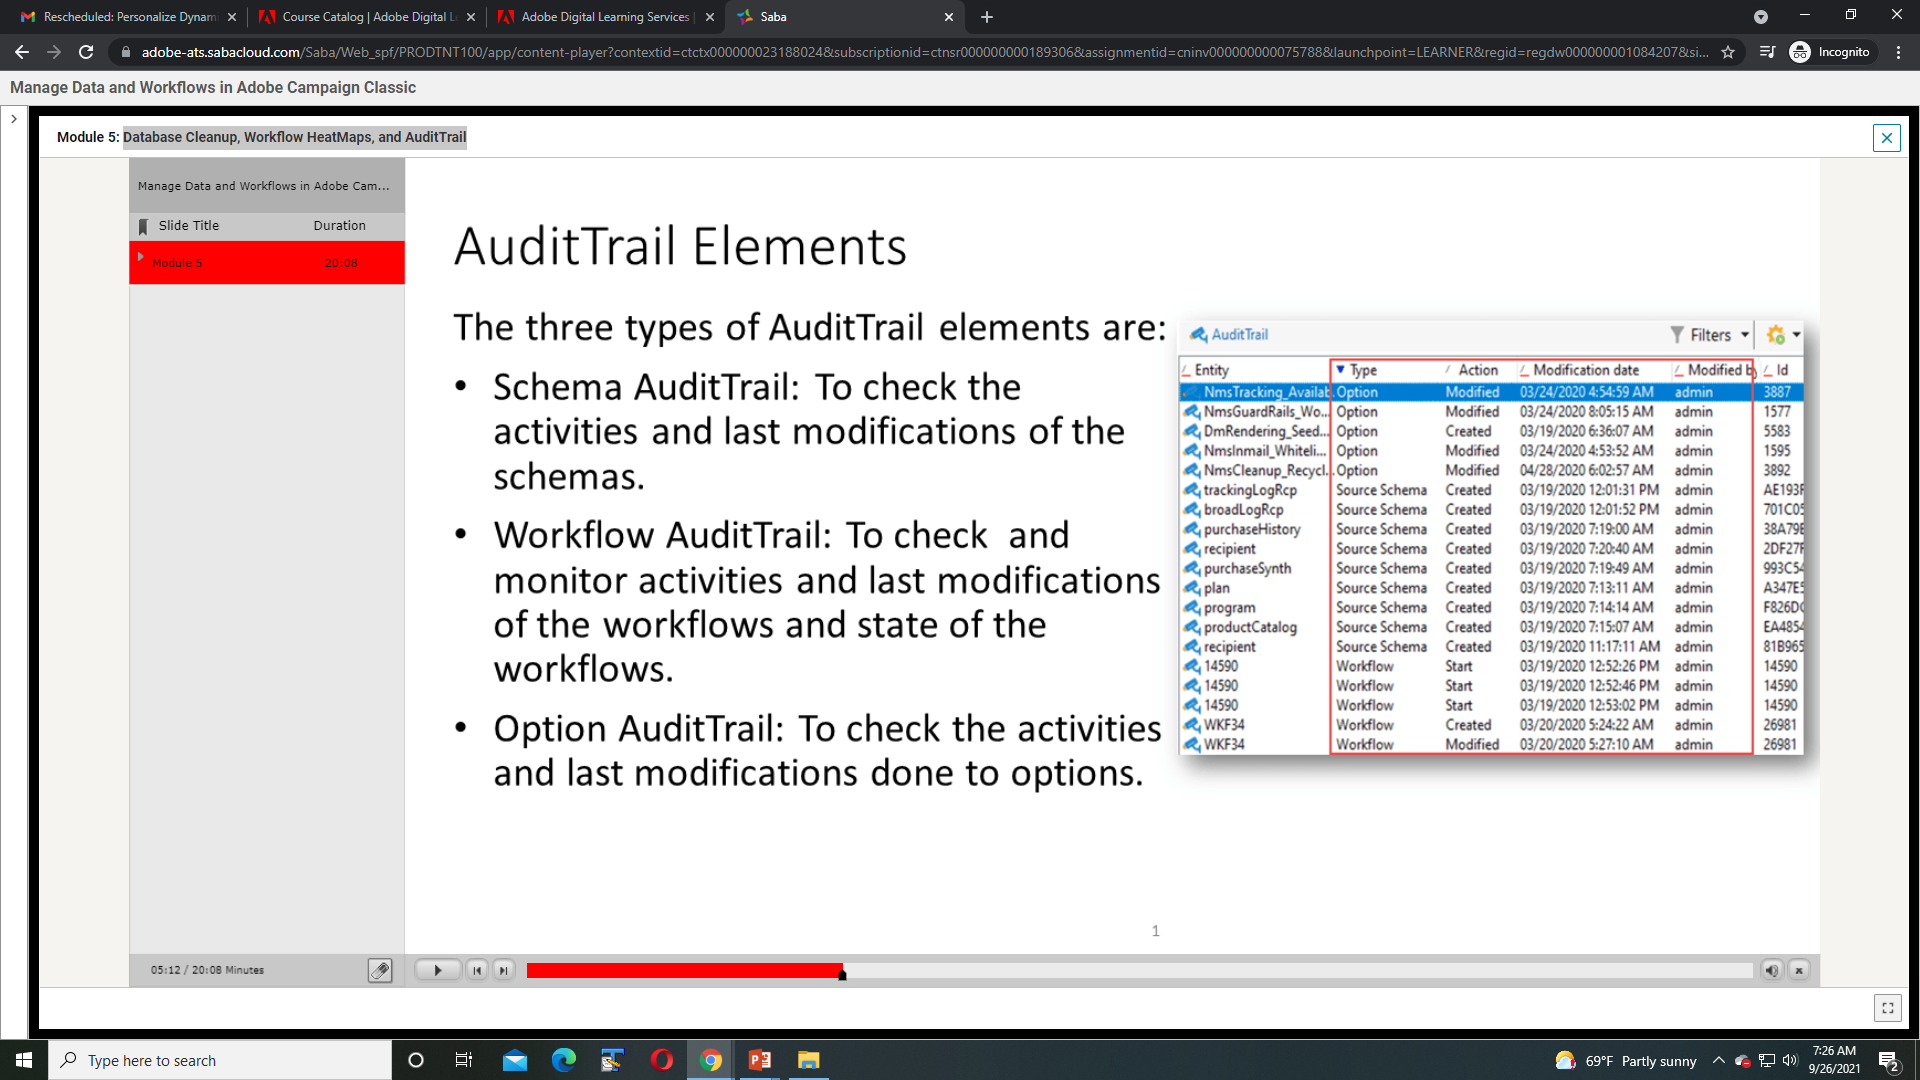 Rescheduled: Personalize Dynam
Course Catalog | Adobe Digital L
Adobe Digital Learning Services |
Saba
adobe-ats.sabacloud.com/Saba/Web_spf/PRODTNT100/app/content-player?contextid=ctctx000000023188024&subscriptionid=ctnsr0000000000189306&assignmentid=cninv000000000075788&launchpoint=LEARNER&regid=regdw000000001084207&si...
Incognito
Manage Data and Workflows in Adobe Campaign Classic
Module 5: Database Cleanup, Workflow HeatMaps, and AuditTrail
Manage Data and Workflows in Adobe Cam...
Slide Title Duration
Module 5 20:08
AuditTrail Elements
The three types of AuditTrail elements are:
• Schema AuditTrail: To check the
activities and last modifications of the
schemas.
• Workflow AuditTrail: To check and
monitor activities and last modifications
of the workflows and state of the
workflows.
• Option AuditTrail: To check the activities
and last modifications done to options.
AuditTrail Filters
Entity Type Action Modification date Modified by Id
NmsTracking_Availab... Option Modified 03/24/2020 4:54:59 AM admin 3887
NmsGuardRails_Wo... Option Modified 03/24/2020 8:05:15 AM admin 1577
DmRendering_Seed... Option Created 03/19/2020 6:36:07 AM admin 5583
NmsInmail_Whiteli... Option Modified 03/24/2020 4:53:52 AM admin 1595
NmsCleanup_Recycl... Option Modified 04/28/2020 6:02:57 AM admin 3892
trackingLogRcp Source Schema Created 03/19/2020 12:01:31 PM admin AE193F
broadLogRcp Source Schema Created 03/19/2020 12:01:52 PM admin 701C05
purchaseHistory Source Schema Created 03/19/2020 7:19:00 AM admin 38A79E
recipient Source Schema Created 03/19/2020 7:20:40 AM admin 2DF27F
purchaseSynth Source Schema Created 03/19/2020 7:19:49 AM admin 993C54
plan Source Schema Created 03/19/2020 7:13:11 AM admin A347E5
program Source Schema Created 03/19/2020 7:14:14 AM admin F826DC
productCatalog Source Schema Created 03/19/2020 7:15:07 AM admin EA4854
recipient Source Schema Created 03/19/2020 11:17:11 AM admin 81B965
14590 Workflow Start 03/19/2020 12:52:26 PM admin 14590
14590 Workflow Start 03/19/2020 12:52:46 PM admin 14590
14590 Workflow Start 03/19/2020 12:53:02 PM admin 14590
WKF34 Workflow Created 03/20/2020 5:24:22 AM admin 26981
WKF34 Workflow Modified 03/20/2020 5:27:10 AM admin 26981
1
05:12 / 20:08 Minutes
Type here to search
69°F Partly sunny
7:26 AM
9/26/2021
2